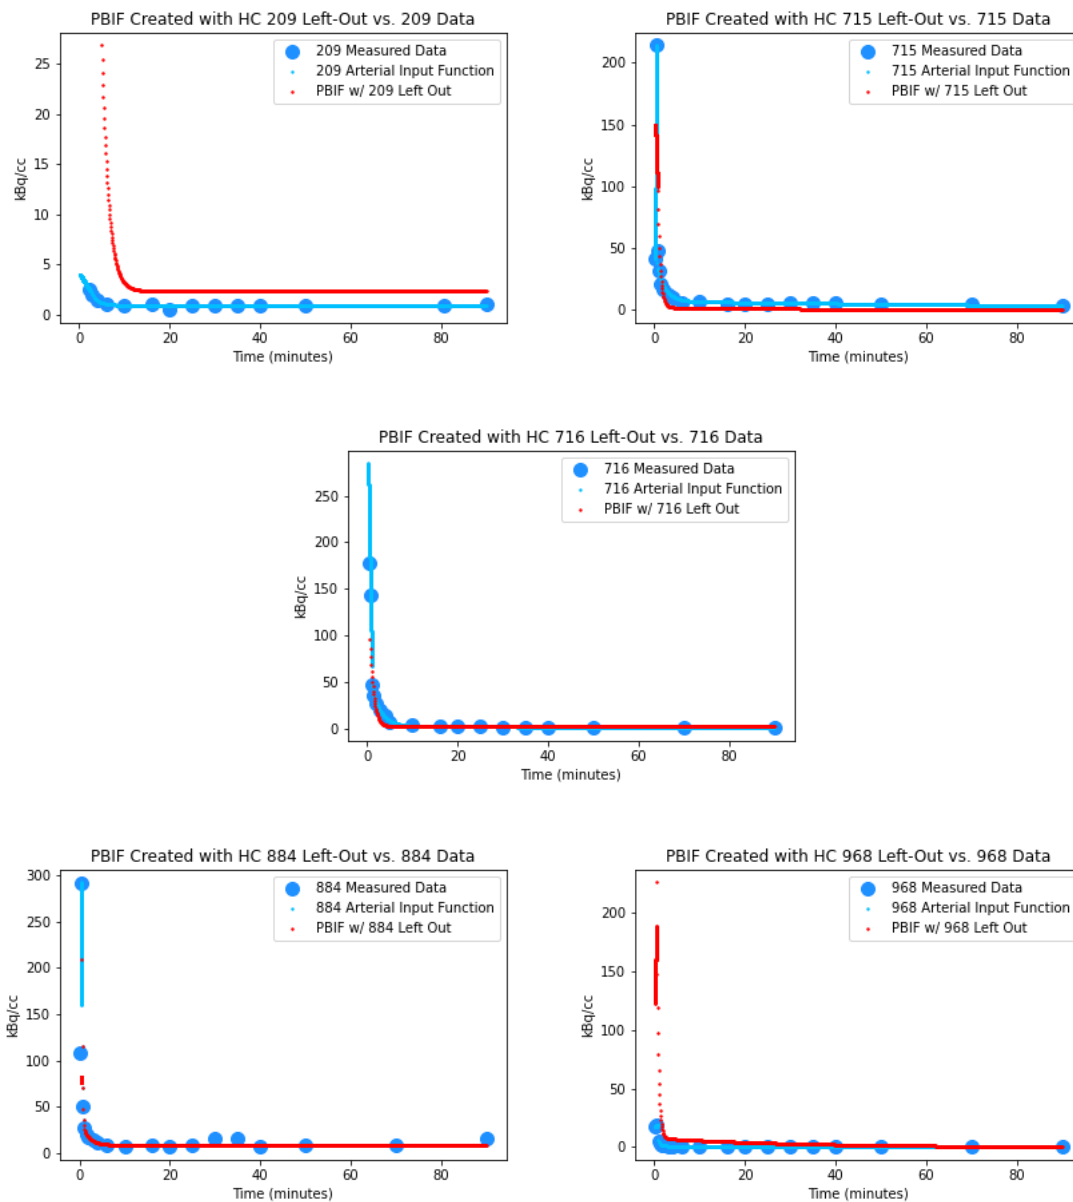 PBIF Created with HC 209 Left-Out vs. 209 Data
209 Measured Data
209 Arterial Input Function
PBIF w/ 209 Left Out
kBq/cc
25
20
15
10
5
0
0 20 40 60 80
Time (minutes)
PBIF Created with HC 715 Left-Out vs. 715 Data
715 Measured Data
715 Arterial Input Function
PBIF w/ 715 Left Out
kBq/cc
200
150
100
50
0
0 20 40 60 80
Time (minutes)
PBIF Created with HC 716 Left-Out vs. 716 Data
716 Measured Data
716 Arterial Input Function
PBIF w/ 716 Left Out
kBq/cc
250
200
150
100
50
0
0 20 40 60 80
Time (minutes)
PBIF Created with HC 884 Left-Out vs. 884 Data
884 Measured Data
884 Arterial Input Function
PBIF w/ 884 Left Out
kBq/cc
300
250
200
150
100
50
0
0 20 40 60 80
Time (minutes)
PBIF Created with HC 968 Left-Out vs. 968 Data
968 Measured Data
968 Arterial Input Function
PBIF w/ 968 Left Out
kBq/cc
200
150
100
50
0
0 20 40 60 80
Time (minutes)